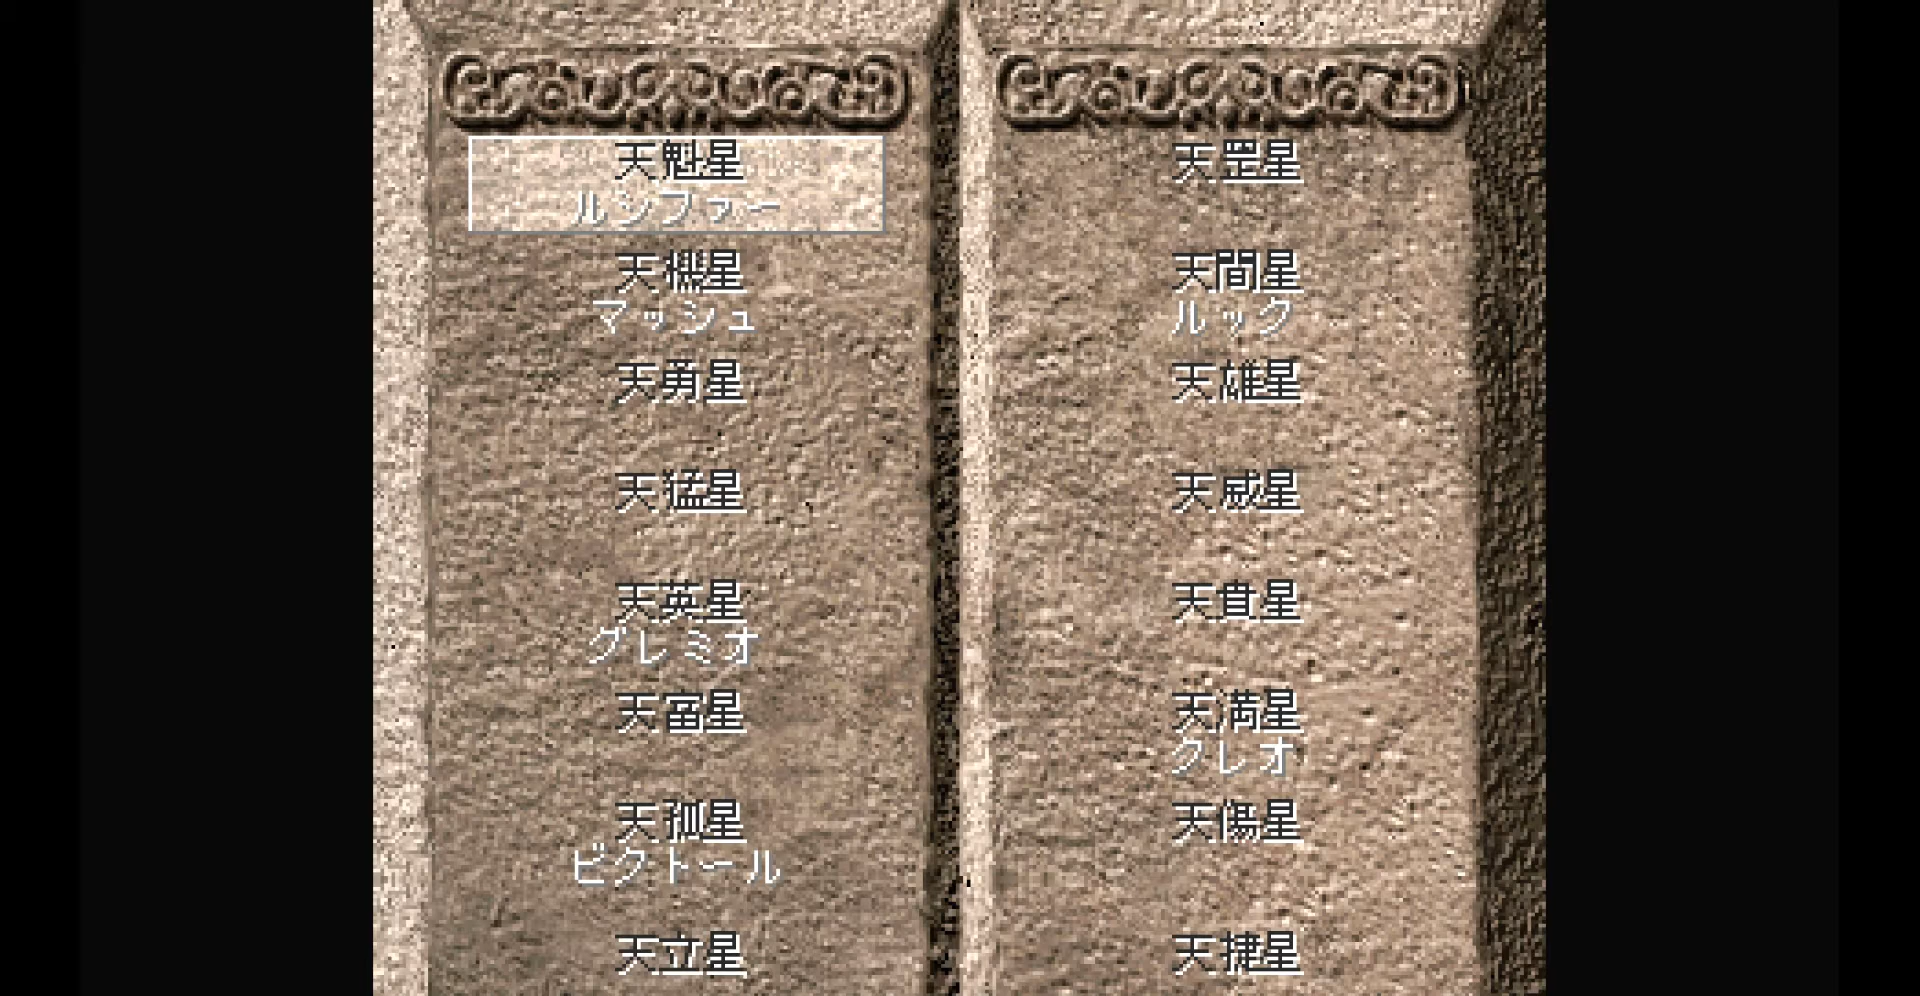 天魁星
ルシファー
天機星
マッシュ
天勇星
天猛星
天英星
グレミオ
天富星
天孤星
ビクトール
天立星
天罡星
天間星
ルック
天雄星
天威星
天貴星
天満星
クレオ
天傷星
天捷星